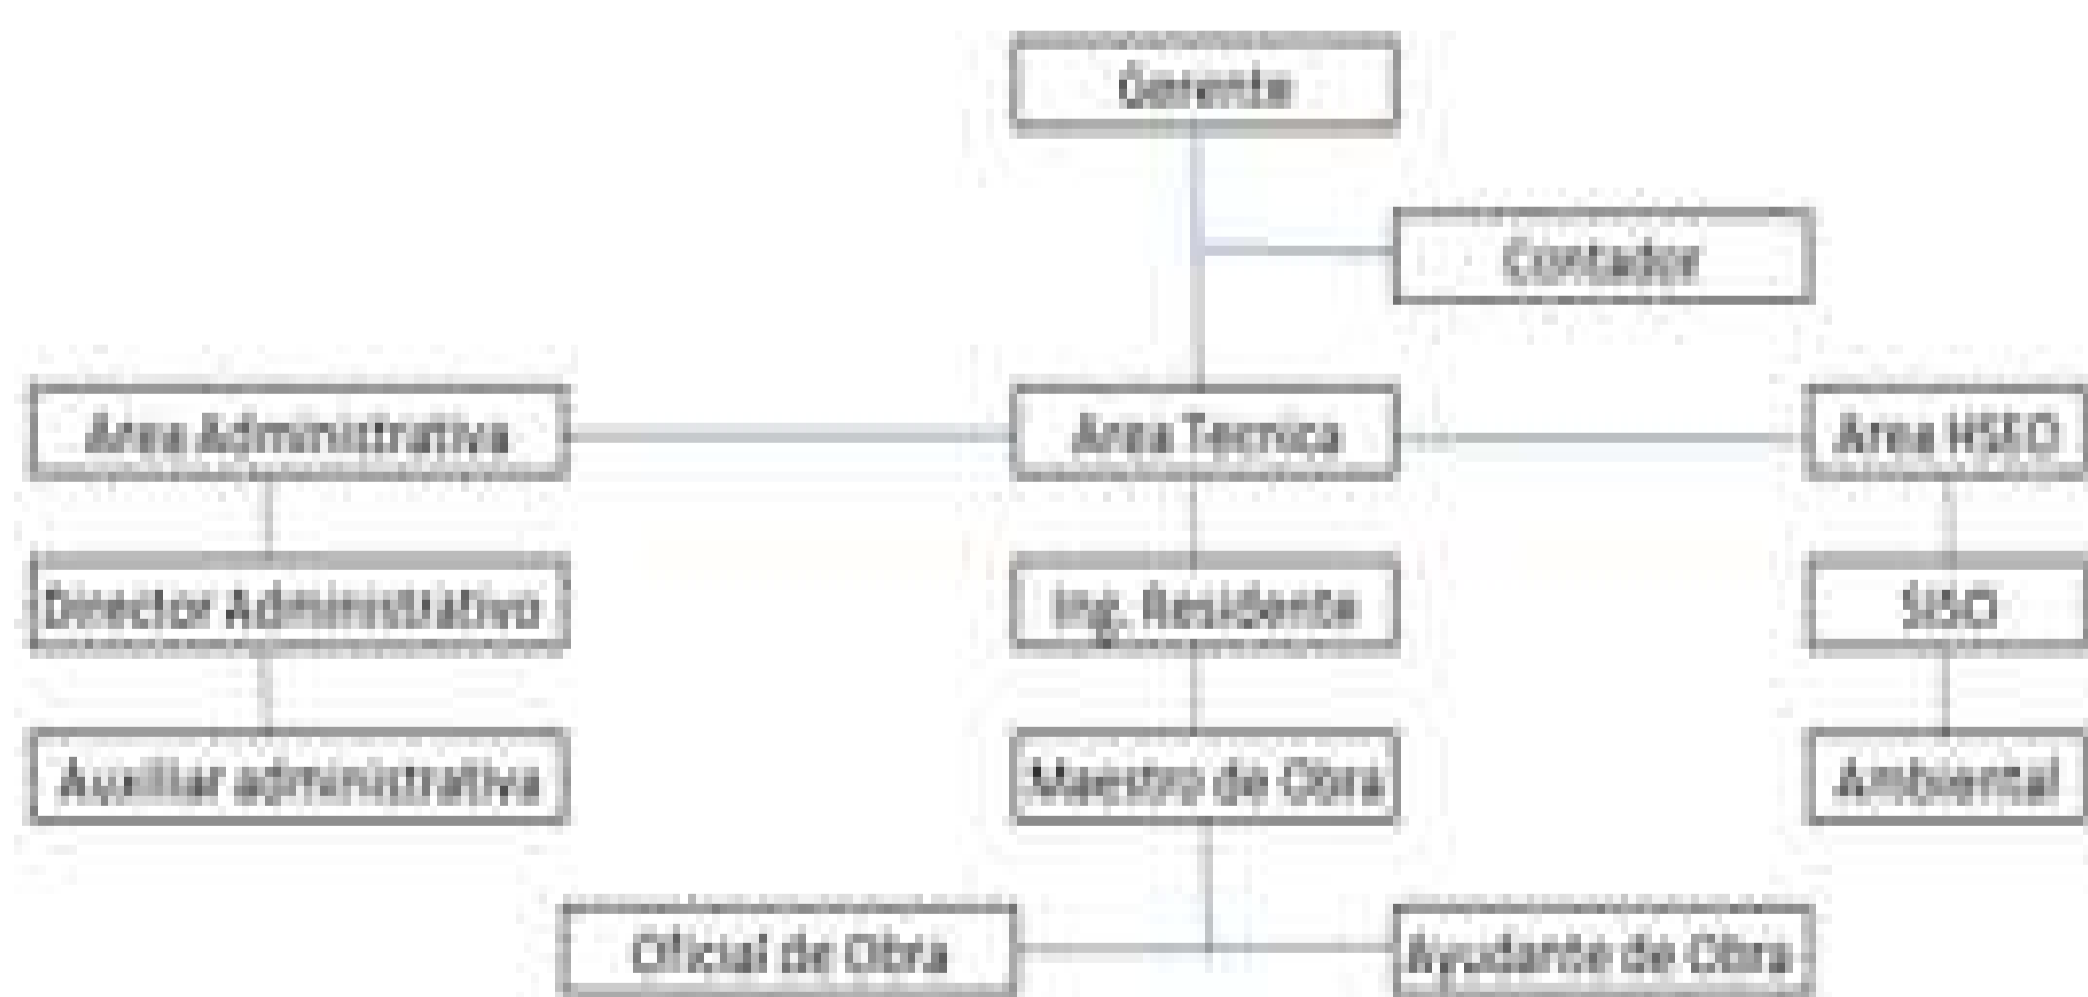 Gerente
Contador
Area Administrativa
Area Tecnica
Area HSEQ
Director Administrativo
Ing. Residente
SISO
Auxiliar administrativa
Maestro de Obra
Ambiental
Oficial de Obra
Ayudante de Obra